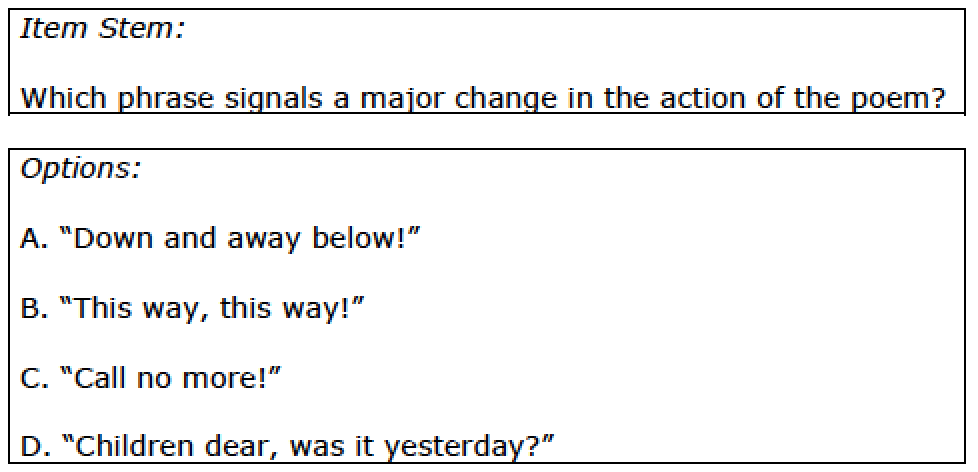 Item Stem:
Which phrase signals a major change in the action of the poem?
Options:
A. “Down and away below!”
B. “This way, this way!”
C. “Call no more!”
D. “Children dear, was it yesterday?”